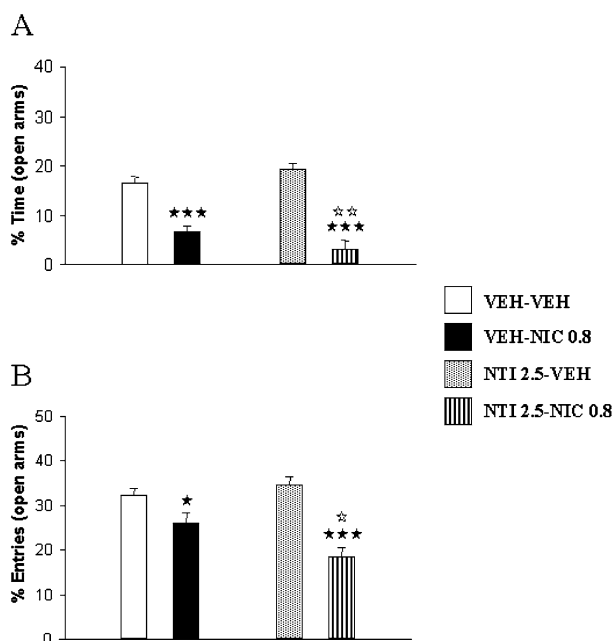 A
40
30
20
10
0
% Time (open arms)
★★★
☆☆
★★★
VEH-VEH
VEH-NIC 0.8
NTI 2.5-VEH
NTI 2.5-NIC 0.8
B
50
40
30
20
10
0
% Entries (open arms)
★
☆
★★★